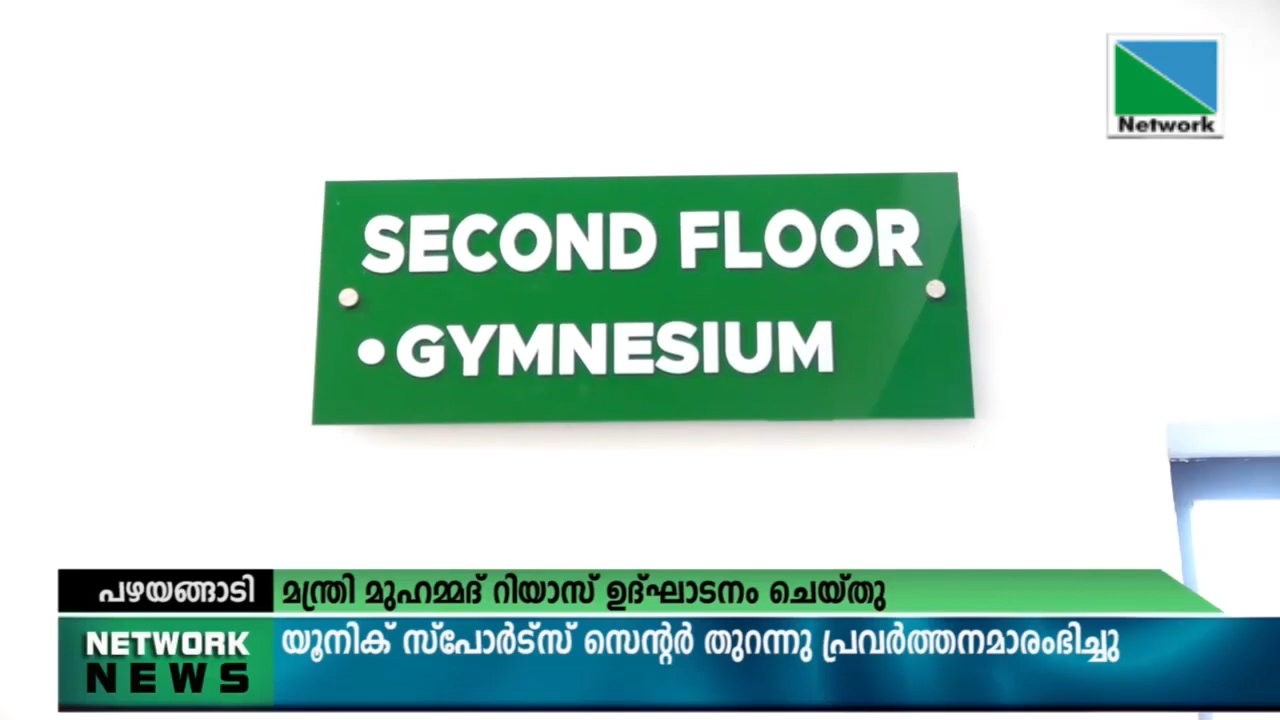 Network
SECOND FLOOR
• GYMNESIUM
പഴയങ്ങാടി
മന്ത്രി മുഹമ്മദ് റിയാസ് ഉദ്ഘാടനം ചെയ്തു
NETWORK
NEWS
യൂനിക് സ്പോർട്സ് സെന്റർ തുറന്നു പ്രവർത്തനമാരംഭിച്ചു